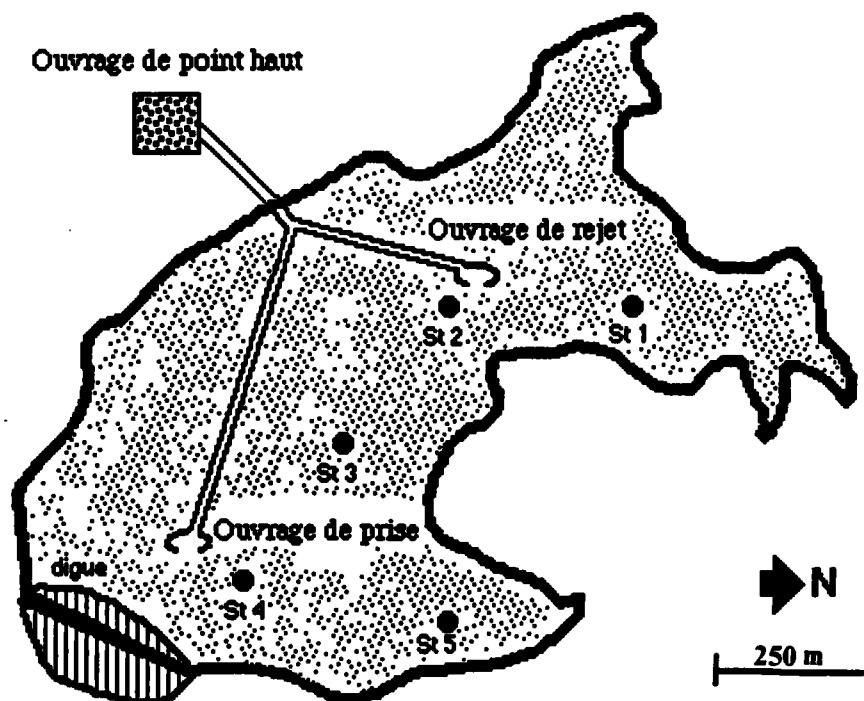 Ouvrage de point haut
Ouvrage de rejet
St 2
St 1
St 3
Ouvrage de prise
digue
St 4
St 5
N
250 m